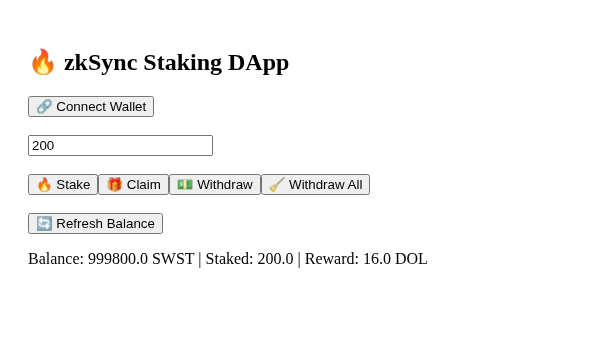 🔥 zkSync Staking DApp
🔗 Connect Wallet
200
🔥 Stake 🎁 Claim 💵 Withdraw 🧹 Withdraw All
🔄 Refresh Balance
Balance: 999800.0 SWST | Staked: 200.0 | Reward: 16.0 DOL